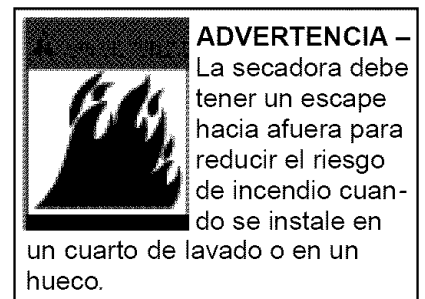 ADVERTENCIA –
La secadora debe
tener un escape
hacia afuera para
reducir el riesgo
de incendio cuan-
do se instale en
un cuarto de lavado o en un
hueco.